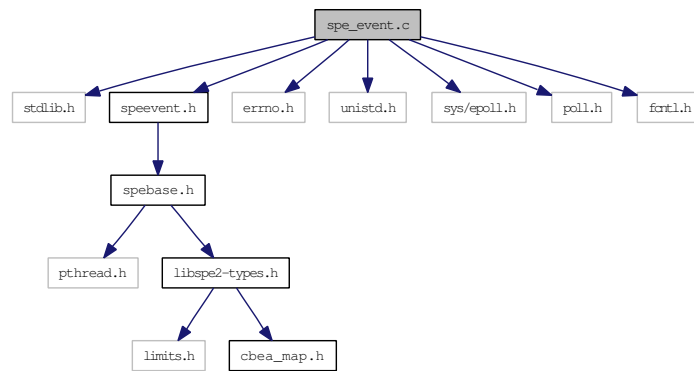 spe_event.c
stdlib.h
speevent.h
errno.h
unistd.h
sys/epoll.h
poll.h
fcntl.h
spebase.h
pthread.h
libspe2-types.h
limits.h
cbea_map.h